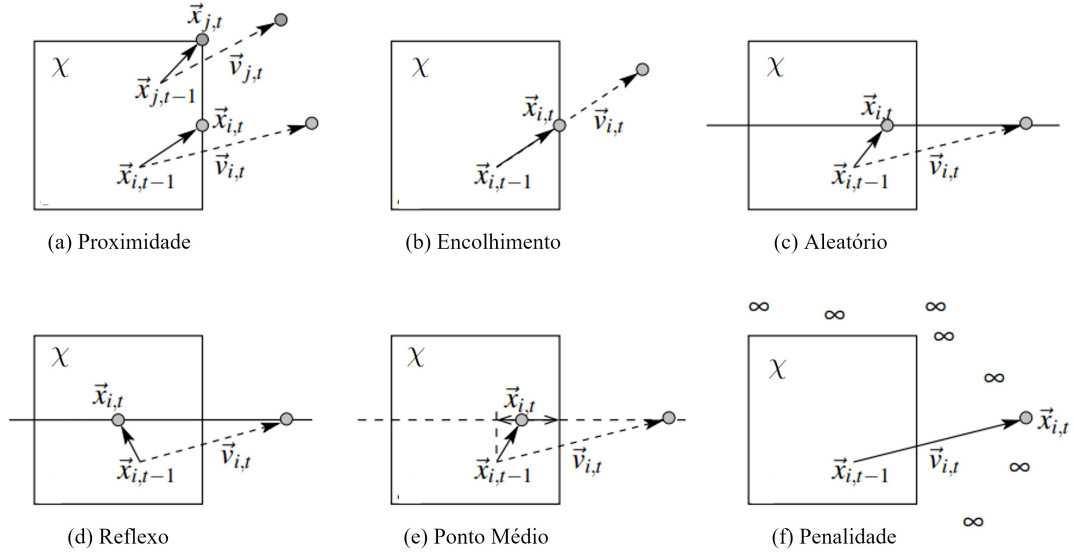 χ
x⃗j,t
v⃗j,t
x⃗j,t−1
x⃗i,t
v⃗i,t
x⃗i,t−1
(a) Proximidade
χ
x⃗i,t
v⃗i,t
x⃗i,t−1
(b) Encolhimento
χ
x⃗i,t
v⃗i,t
x⃗i,t−1
(c) Aleatório
χ
x⃗i,t
v⃗i,t
x⃗i,t−1
(d) Reflexo
χ
x⃗i,t
v⃗i,t
x⃗i,t−1
(e) Ponto Médio
∞ ∞ ∞
∞
χ
∞
x⃗i,t
v⃗i,t
x⃗i,t−1
∞
∞
(f) Penalidade